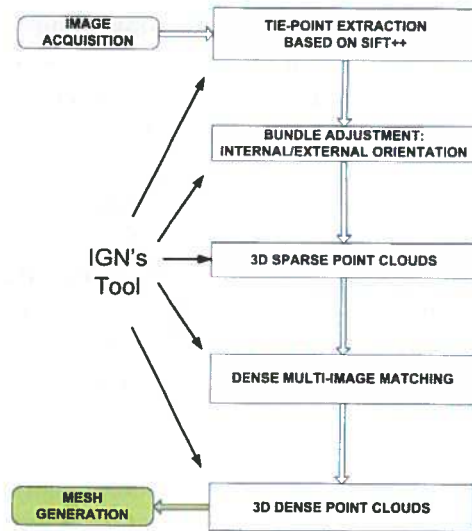 IMAGE
ACQUISITION
TIE-POINT EXTRACTION
BASED ON SIFT++
BUNDLE ADJUSTMENT:
INTERNAL/EXTERNAL ORIENTATION
IGN's
Tool
3D SPARSE POINT CLOUDS
DENSE MULTI-IMAGE MATCHING
MESH
GENERATION
3D DENSE POINT CLOUDS